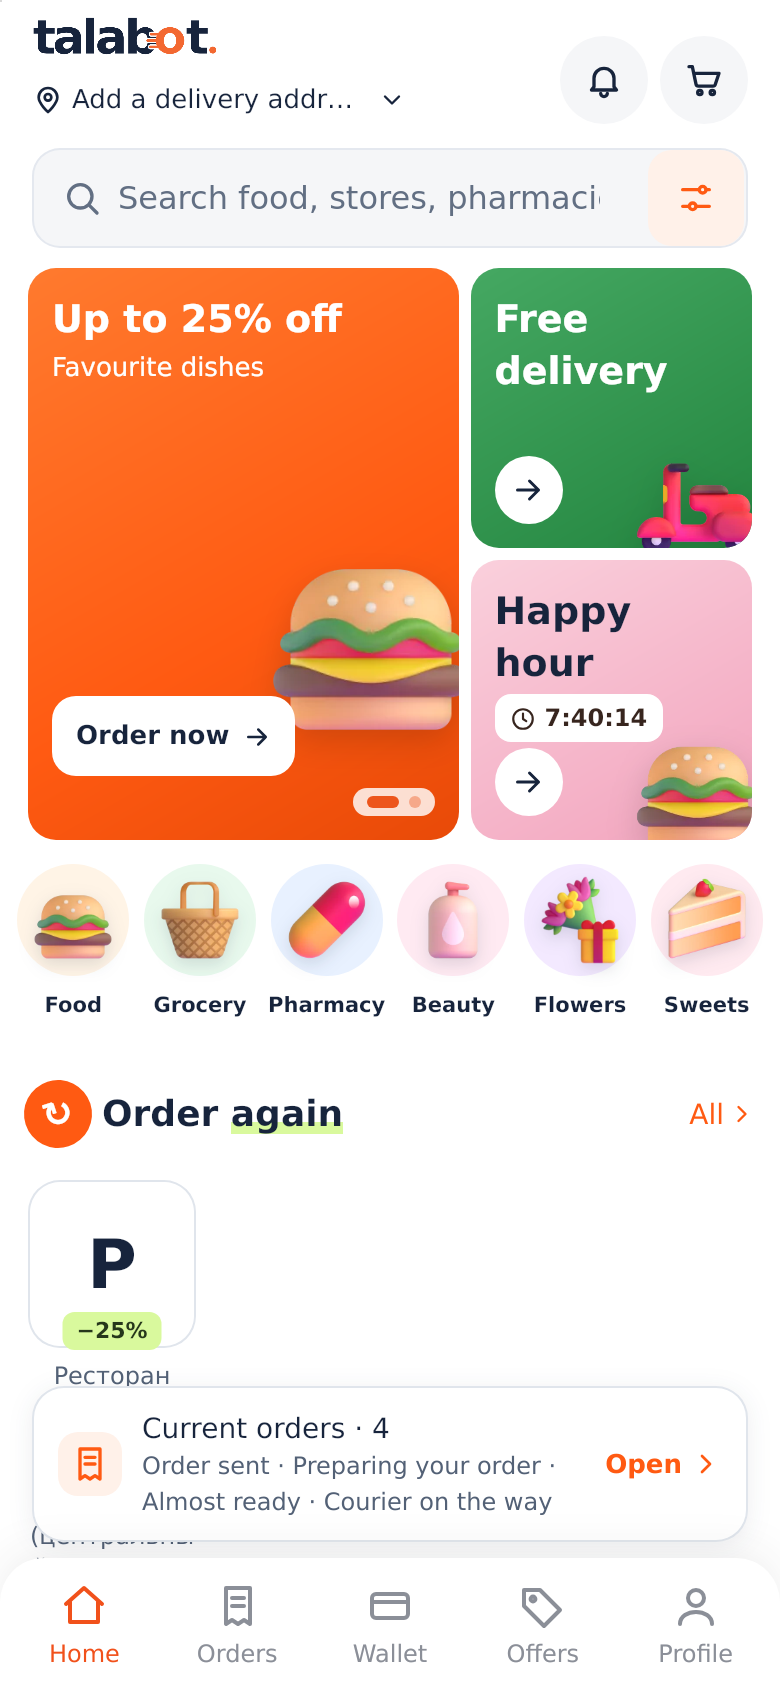 talabot.
Add a delivery addr...
Search food, stores, pharmaci
Up to 25% off
Favourite dishes
Order now
Free
delivery
Happy
hour
7:40:14
Food
Grocery
Pharmacy
Beauty
Flowers
Sweets
Order again
All
P
−25%
Ресторан
Current orders · 4
Order sent · Preparing your order ·
Almost ready · Courier on the way
Open
Home
Orders
Wallet
Offers
Profile